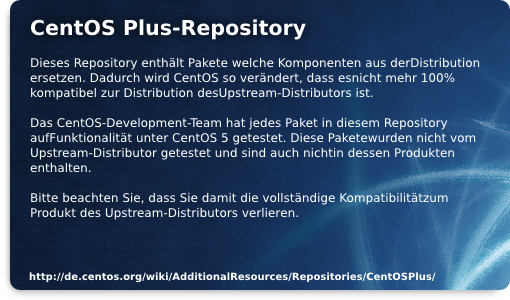 CentOS Plus-Repository
Dieses Repository enthält Pakete welche Komponenten aus derDistribution
ersetzen. Dadurch wird CentOS so verändert, dass esnicht mehr 100%
kompatibel zur Distribution desUpstream-Distributors ist.
Das CentOS-Development-Team hat jedes Paket in diesem Repository
aufFunktionalität unter CentOS 5 getestet. Diese Paketewurden nicht vom
Upstream-Distributor getestet und sind auch nichtin dessen Produkten
enthalten.
Bitte beachten Sie, dass Sie damit die vollständige Kompatibilitätzum
Produkt des Upstream-Distributors verlieren.
http://de.centos.org/wiki/AdditionalResources/Repositories/CentOSPlus/